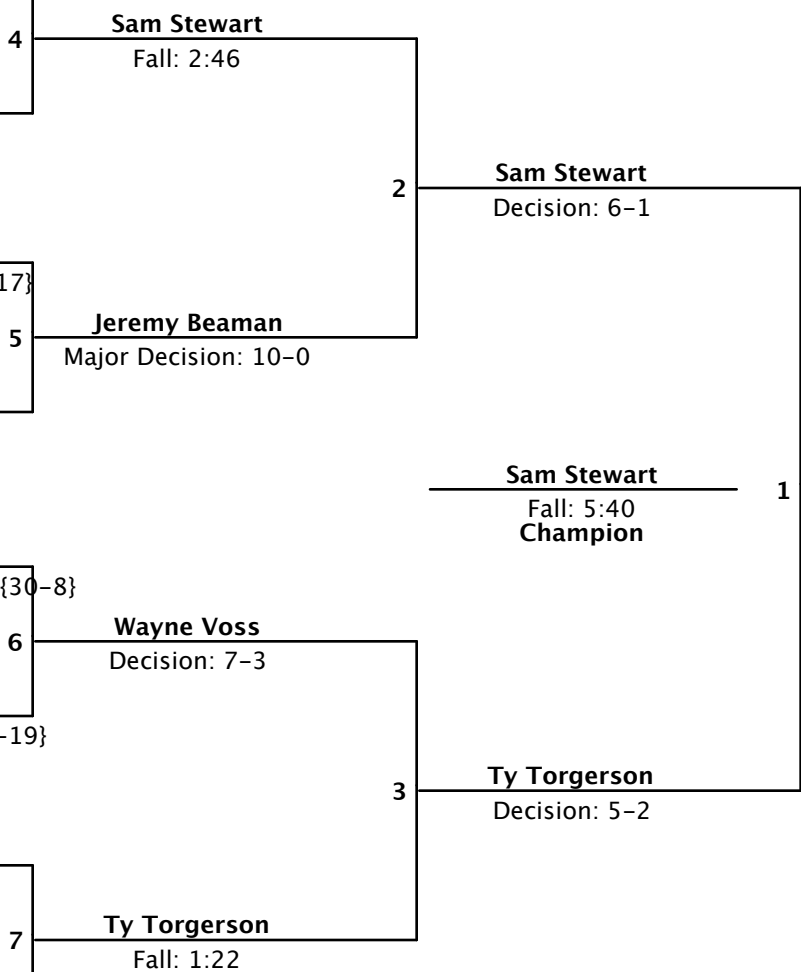 Sam Stewart
4
Fall: 2:46
Sam Stewart
2
Decision: 6-1
17}
Jeremy Beaman
5
Major Decision: 10-0
Sam Stewart
1
Fall: 5:40
Champion
{30-8}
Wayne Voss
6
Decision: 7-3
-19}
Ty Torgerson
3
Decision: 5-2
Ty Torgerson
7
Fall: 1:22